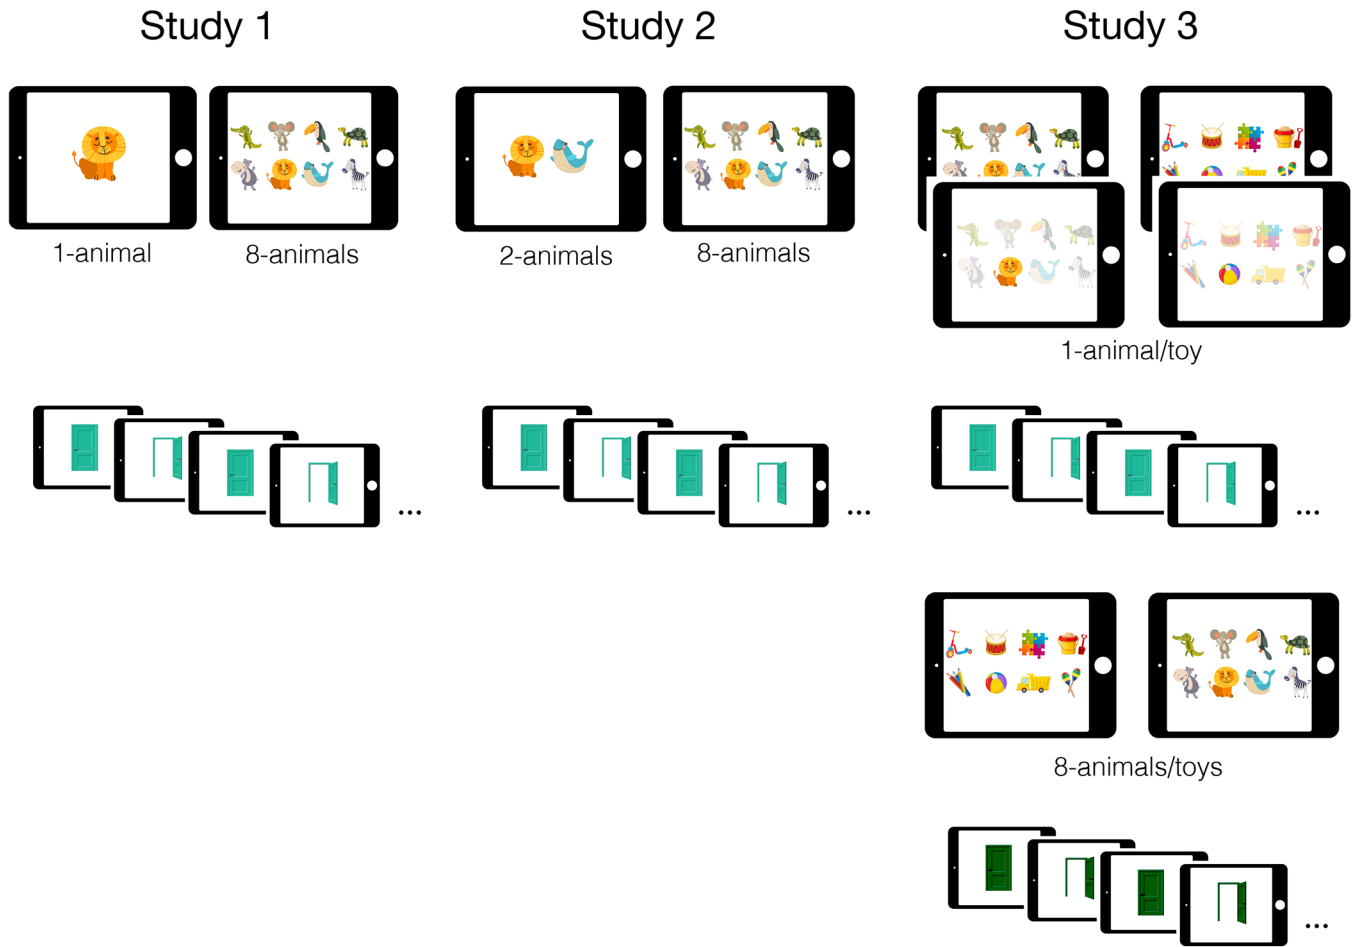 Study 1
Study 2
Study 3
1-animal
8-animals
2-animals
8-animals
1-animal/toy
...
...
...
8-animals/toys
...